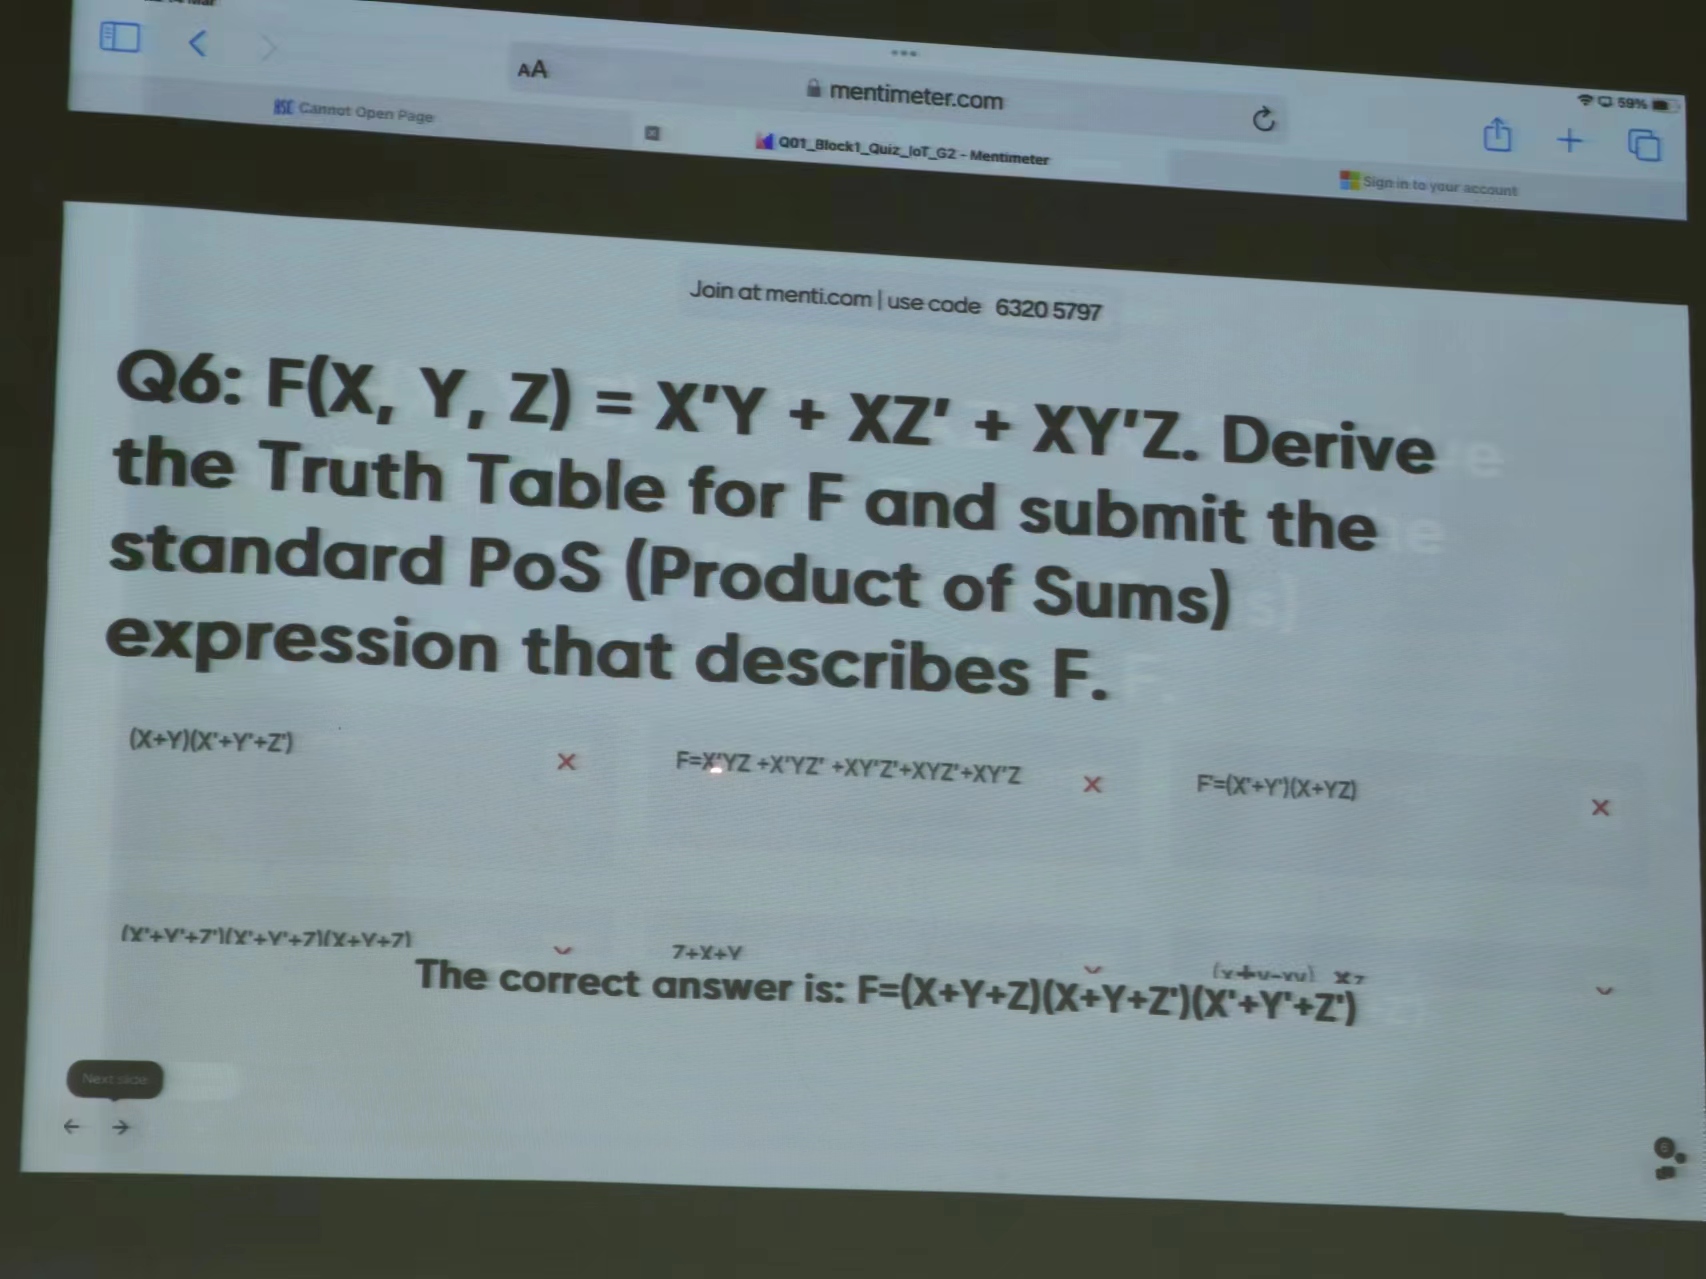 14 Mar
AA
mentimeter.com
59%
Cannot Open Page
Q01_Block1_Quiz_IoT_G2 - Mentimeter
Sign in to your account
Join at menti.com | use code 6320 5797
Q6: F(X, Y, Z) = X'Y + XZ' + XY'Z. Derive
the Truth Table for F and submit the
standard PoS (Product of Sums)
expression that describes F.
(X+Y)(X'+Y'+Z')
F=X'YZ +X'YZ' +XY'Z'+XYZ'+XY'Z
F'=(X'+Y')(X+YZ)
(X'+Y'+Z')(X'+Y'+Z)(X+Y+Z)
Z+X+Y
The correct answer is: F=(X+Y+Z)(X+Y+Z')(X'+Y'+Z')
Next slide